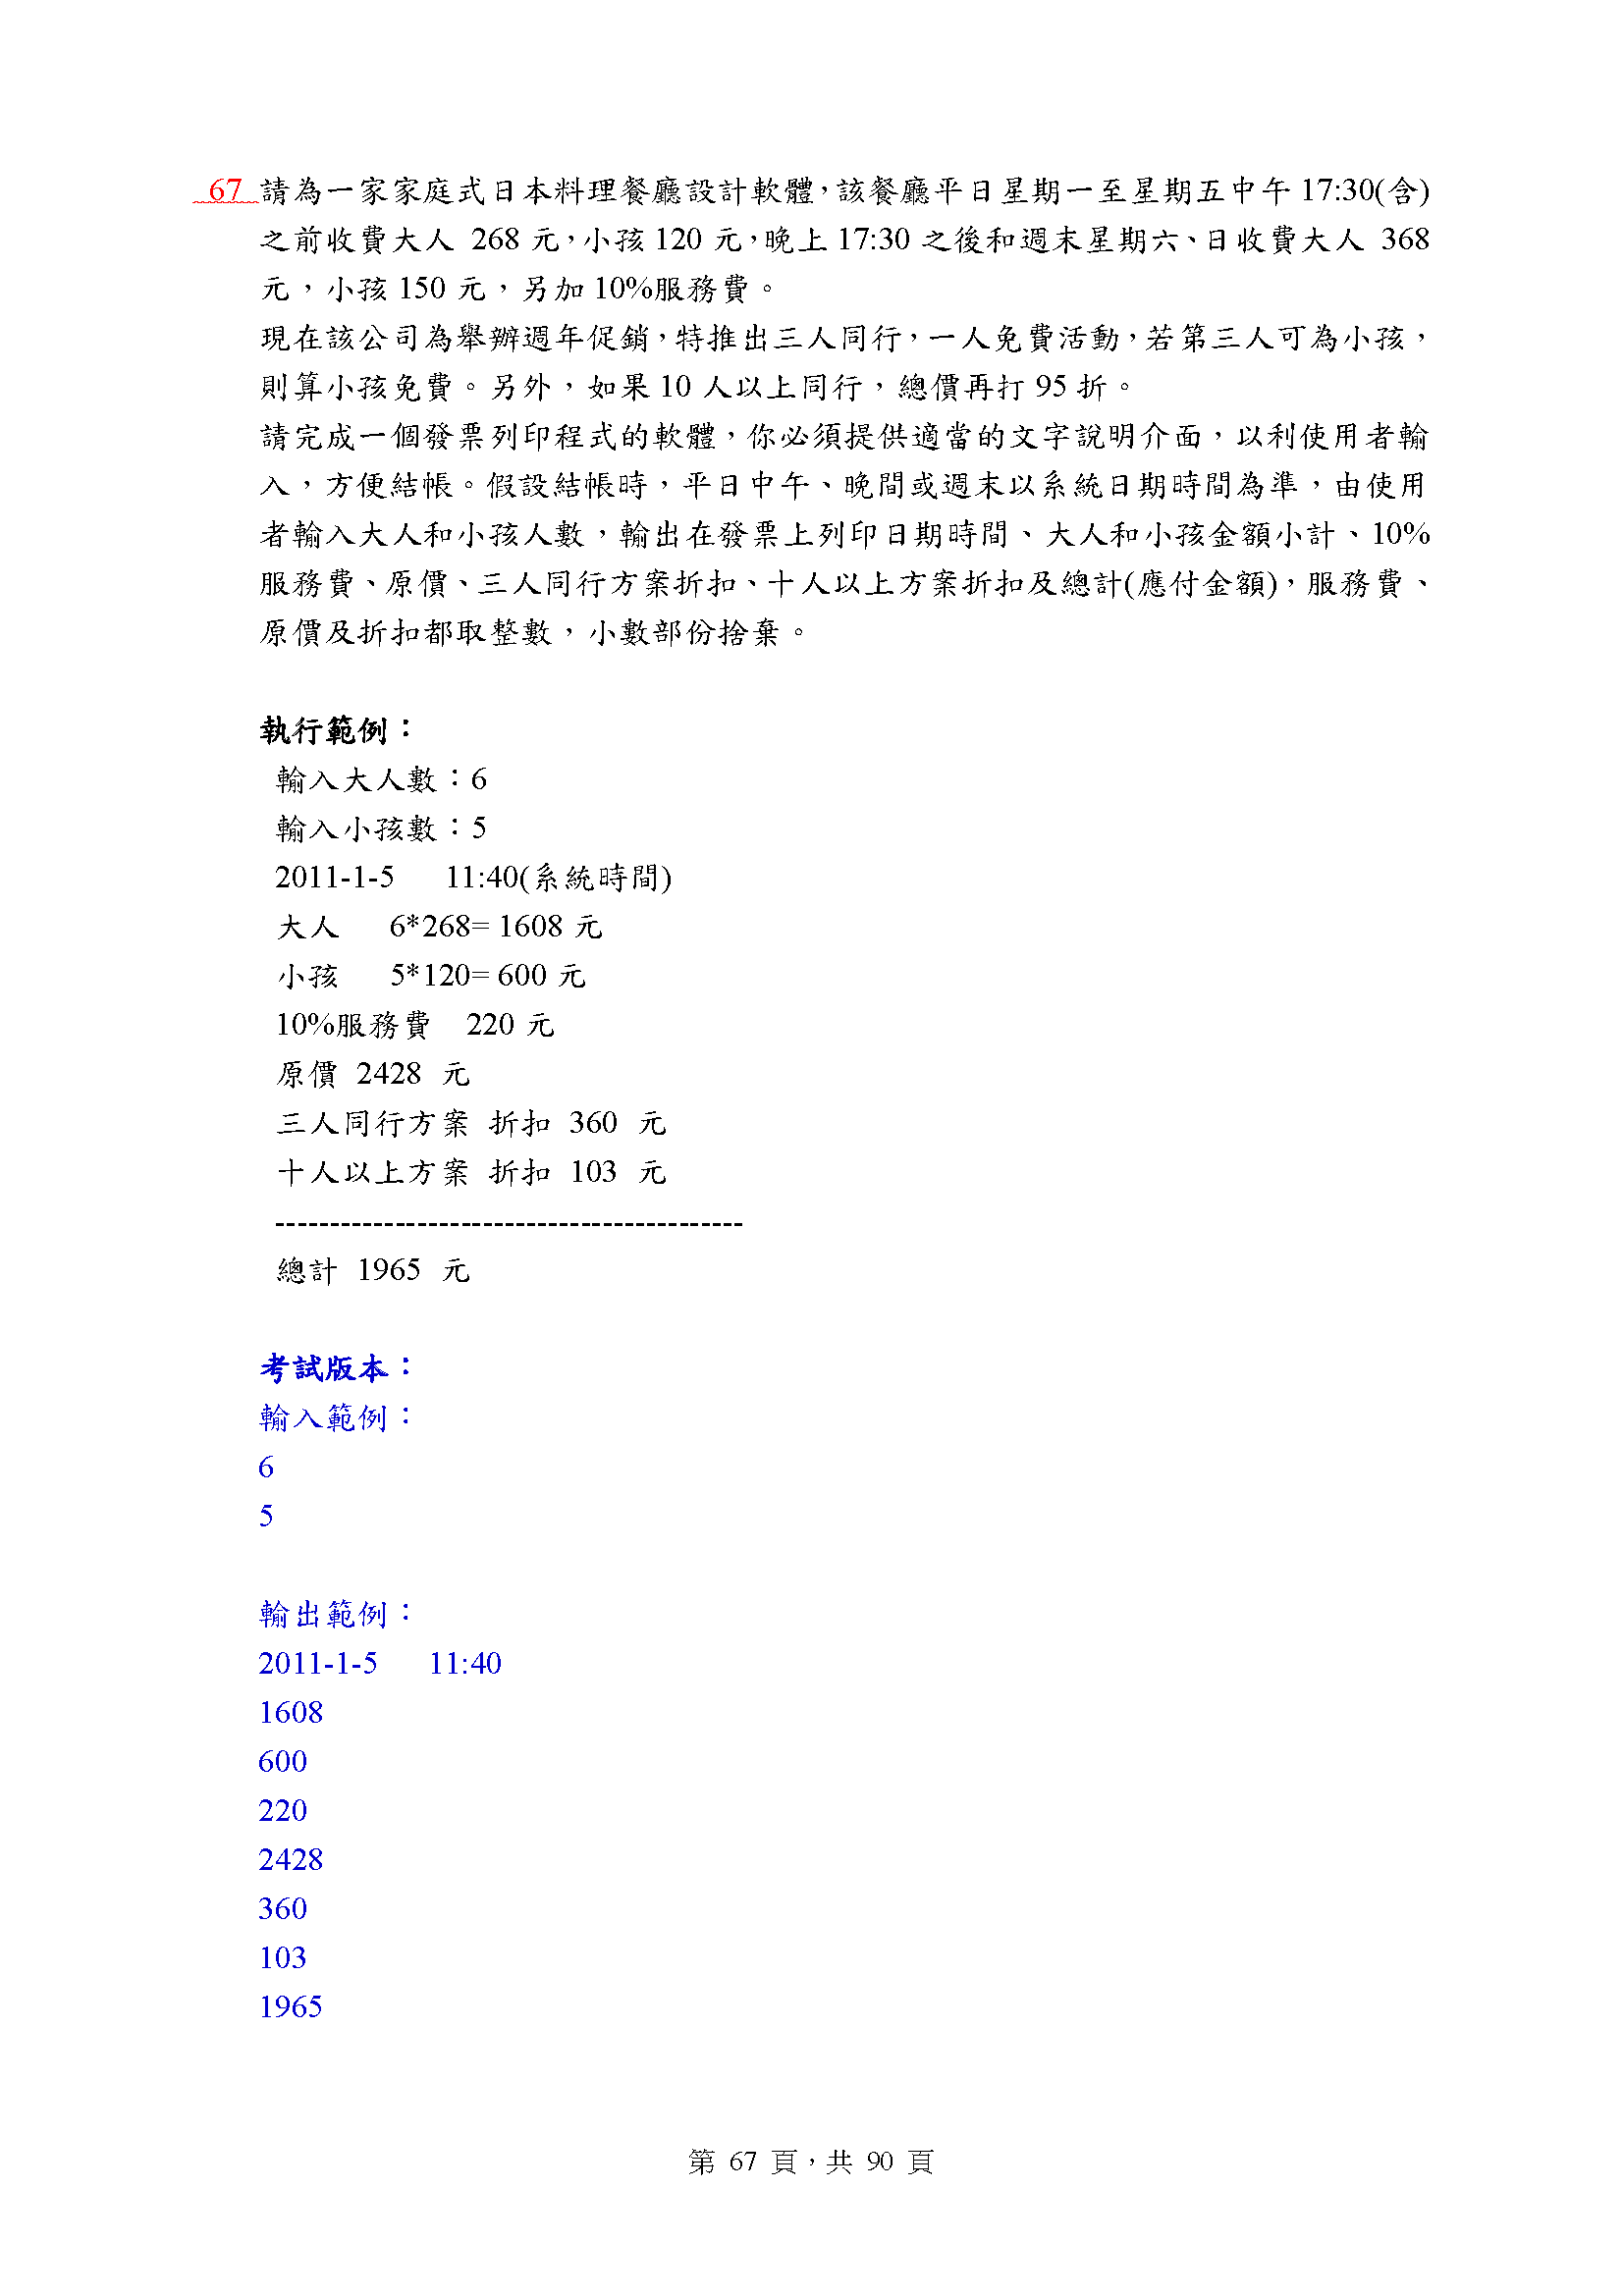 67 請為一家家庭式日本料理餐廳設計軟體，該餐廳平日星期一至星期五中午 17:30(含)
之前收費大人 268 元，小孩 120 元，晚上 17:30 之後和週末星期六、日收費大人 368
元，小孩 150 元，另加 10%服務費。
現在該公司為舉辦週年促銷，特推出三人同行，一人免費活動，若第三人可為小孩，
則算小孩免費。另外，如果 10 人以上同行，總價再打 95 折。
請完成一個發票列印程式的軟體，你必須提供適當的文字說明介面，以利使用者輸
入，方便結帳。假設結帳時，平日中午、晚間或週末以系統日期時間為準，由使用
者輸入大人和小孩人數，輸出在發票上列印日期時間、大人和小孩金額小計、10%
服務費、原價、三人同行方案折扣、十人以上方案折扣及總計(應付金額)，服務費、
原價及折扣都取整數，小數部份捨棄。
執行範例：
輸入大人數：6
輸入小孩數：5
2011-1-5 11:40(系統時間)
大人 6*268= 1608 元
小孩 5*120= 600 元
10%服務費 220 元
原價 2428 元
三人同行方案 折扣 360 元
十人以上方案 折扣 103 元
-------------------------------------------
總計 1965 元
考試版本：
輸入範例：
6
5
輸出範例：
2011-1-5 11:40
1608
600
220
2428
360
103
1965
第 67 頁，共 90 頁